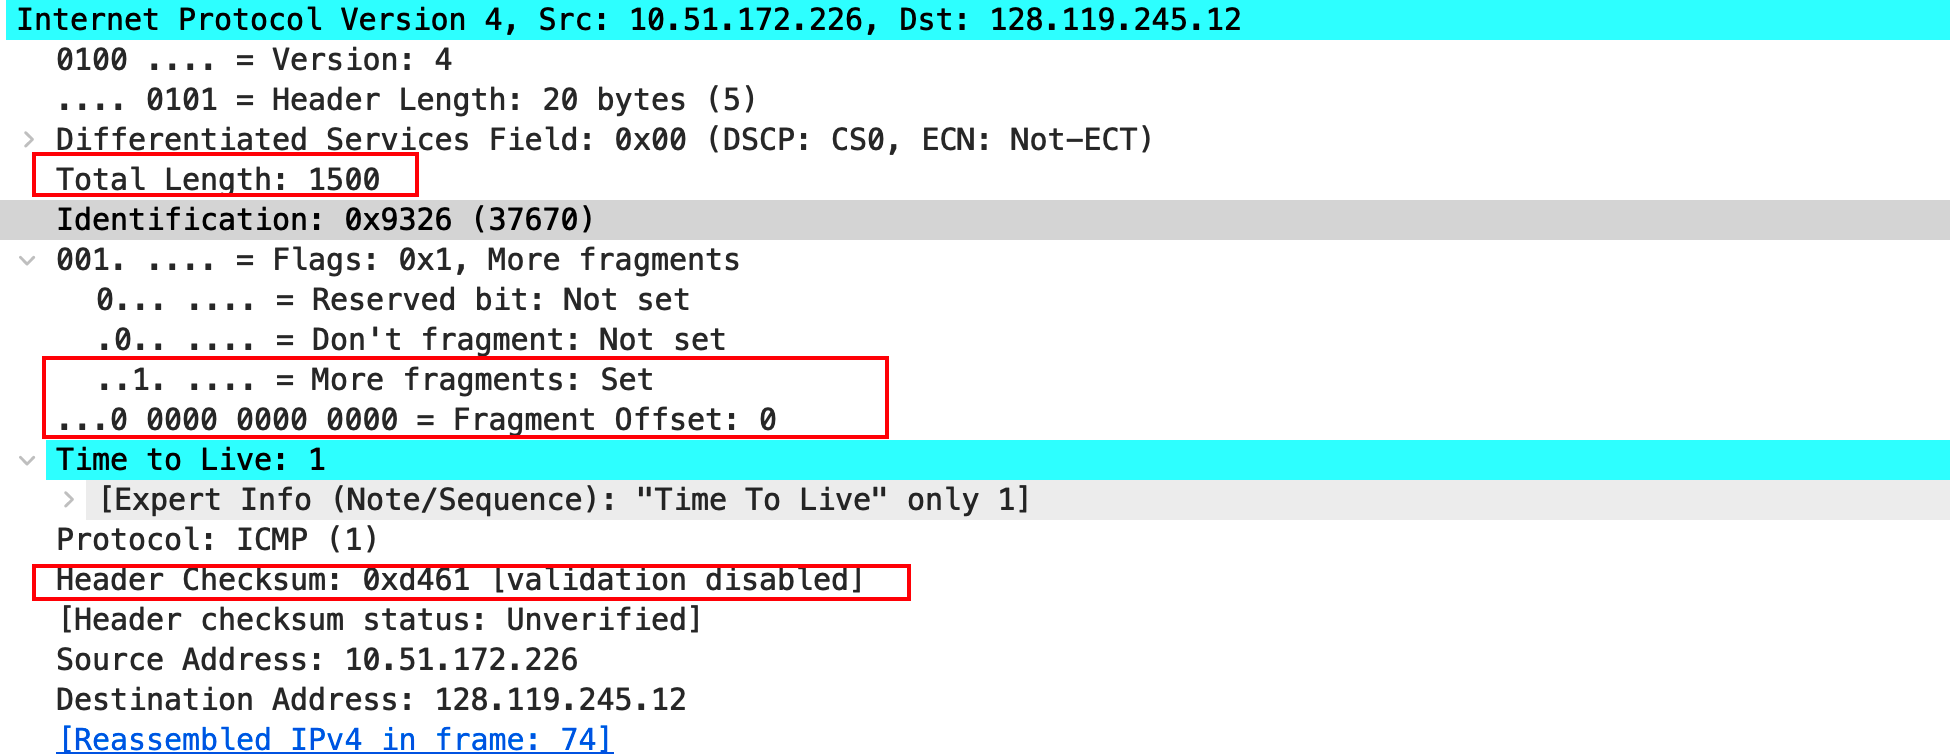 Internet Protocol Version 4, Src: 10.51.172.226, Dst: 128.119.245.12
0100 .... = Version: 4
.... 0101 = Header Length: 20 bytes (5)
Differentiated Services Field: 0x00 (DSCP: CS0, ECN: Not-ECT)
Total Length: 1500
Identification: 0x9326 (37670)
001. .... = Flags: 0x1, More fragments
0... .... = Reserved bit: Not set
.0.. .... = Don't fragment: Not set
..1. .... = More fragments: Set
...0 0000 0000 0000 = Fragment Offset: 0
Time to Live: 1
[Expert Info (Note/Sequence): "Time To Live" only 1]
Protocol: ICMP (1)
Header Checksum: 0xd461 [validation disabled]
[Header checksum status: Unverified]
Source Address: 10.51.172.226
Destination Address: 128.119.245.12
[Reassembled IPv4 in frame: 74]